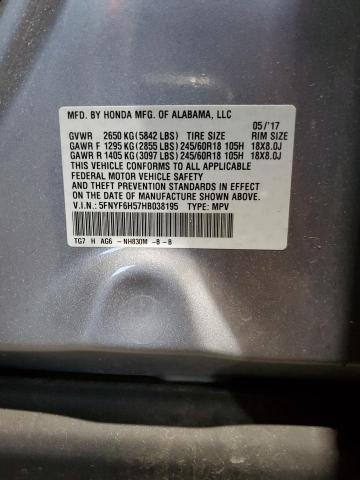 MFD. BY HONDA MFG. OF ALABAMA, LLC
05/'17
GVWR 2650 KG (5842 LBS) TIRE SIZE RIM SIZE
GAWR F 1295 KG (2855 LBS) 245/60R18 105H 18X8.0J
GAWR R 1405 KG (3097 LBS) 245/60R18 105H 18X8.0J
THIS VEHICLE CONFORMS TO ALL APPLICABLE
FEDERAL MOTOR VEHICLE SAFETY
AND THEFT PREVENTION STANDARDS IN EFFECT
ON THE DATE OF MANUFACTURE SHOWN ABOVE.
V.I.N.: 5FNYF6H57HB038195 TYPE: MPV
TG7 H AG6 - NH830M -B - B